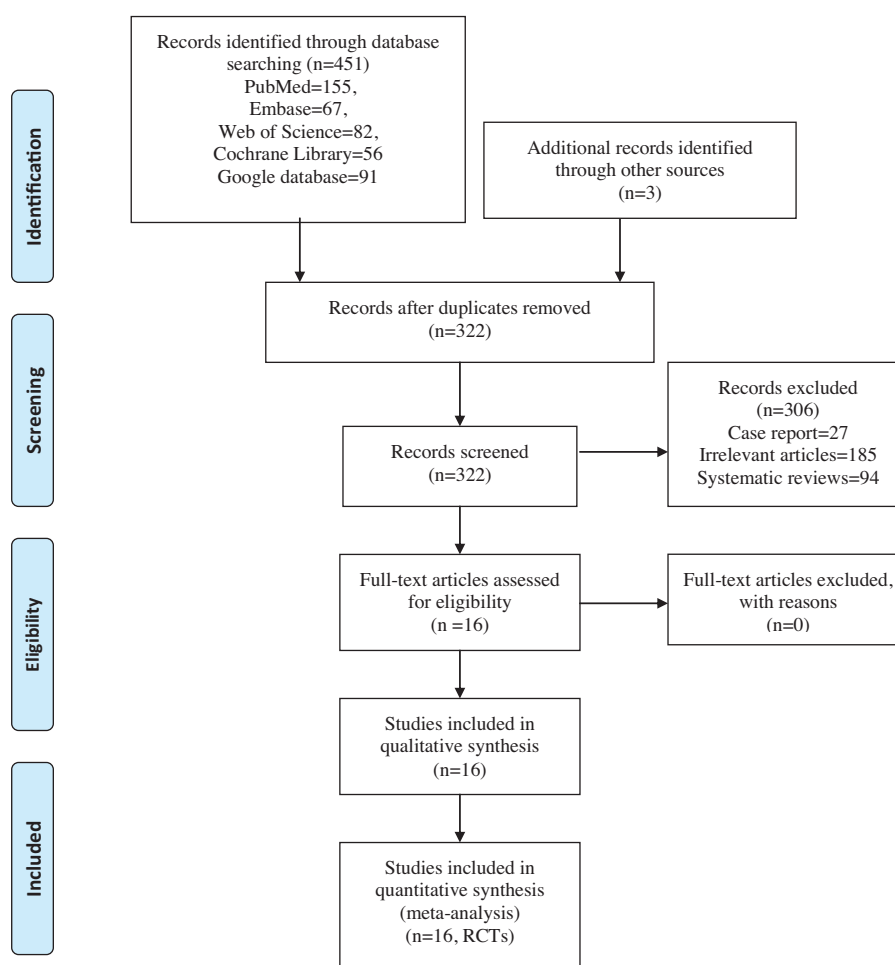 Records identified through database
searching (n=451)
PubMed=155,
Embase=67,
Web of Science=82,
Cochrane Library=56
Google database=91
Additional records identified
through other sources
(n=3)
Identification
Records after duplicates removed
(n=322)
Screening
Records screened
(n=322)
Records excluded
(n=306)
Case report=27
Irrelevant articles=185
Systematic reviews=94
Eligibility
Full-text articles assessed
for eligibility
(n =16)
Full-text articles excluded,
with reasons
(n=0)
Studies included in
qualitative synthesis
(n=16)
Included
Studies included in
quantitative synthesis
(meta-analysis)
(n=16, RCTs)